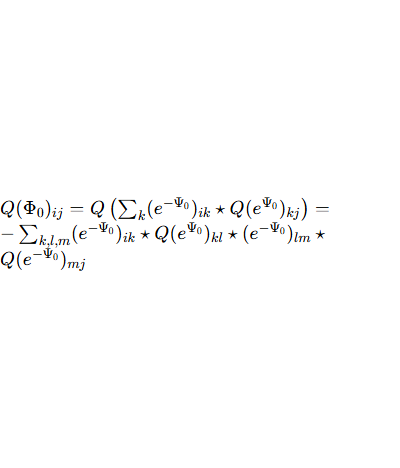 $Q(\Phi_0)_{ij} = Q\left(\sum_k (e^{-\Psi_0})_{ik} \star Q(e^{\Psi_0})_{kj}\right) =$
$-\sum_{k,l,m} (e^{-\Psi_0})_{ik} \star Q(e^{\Psi_0})_{kl} \star (e^{-\Psi_0})_{lm} \star$
$Q(e^{-\Psi_0})_{mj}$